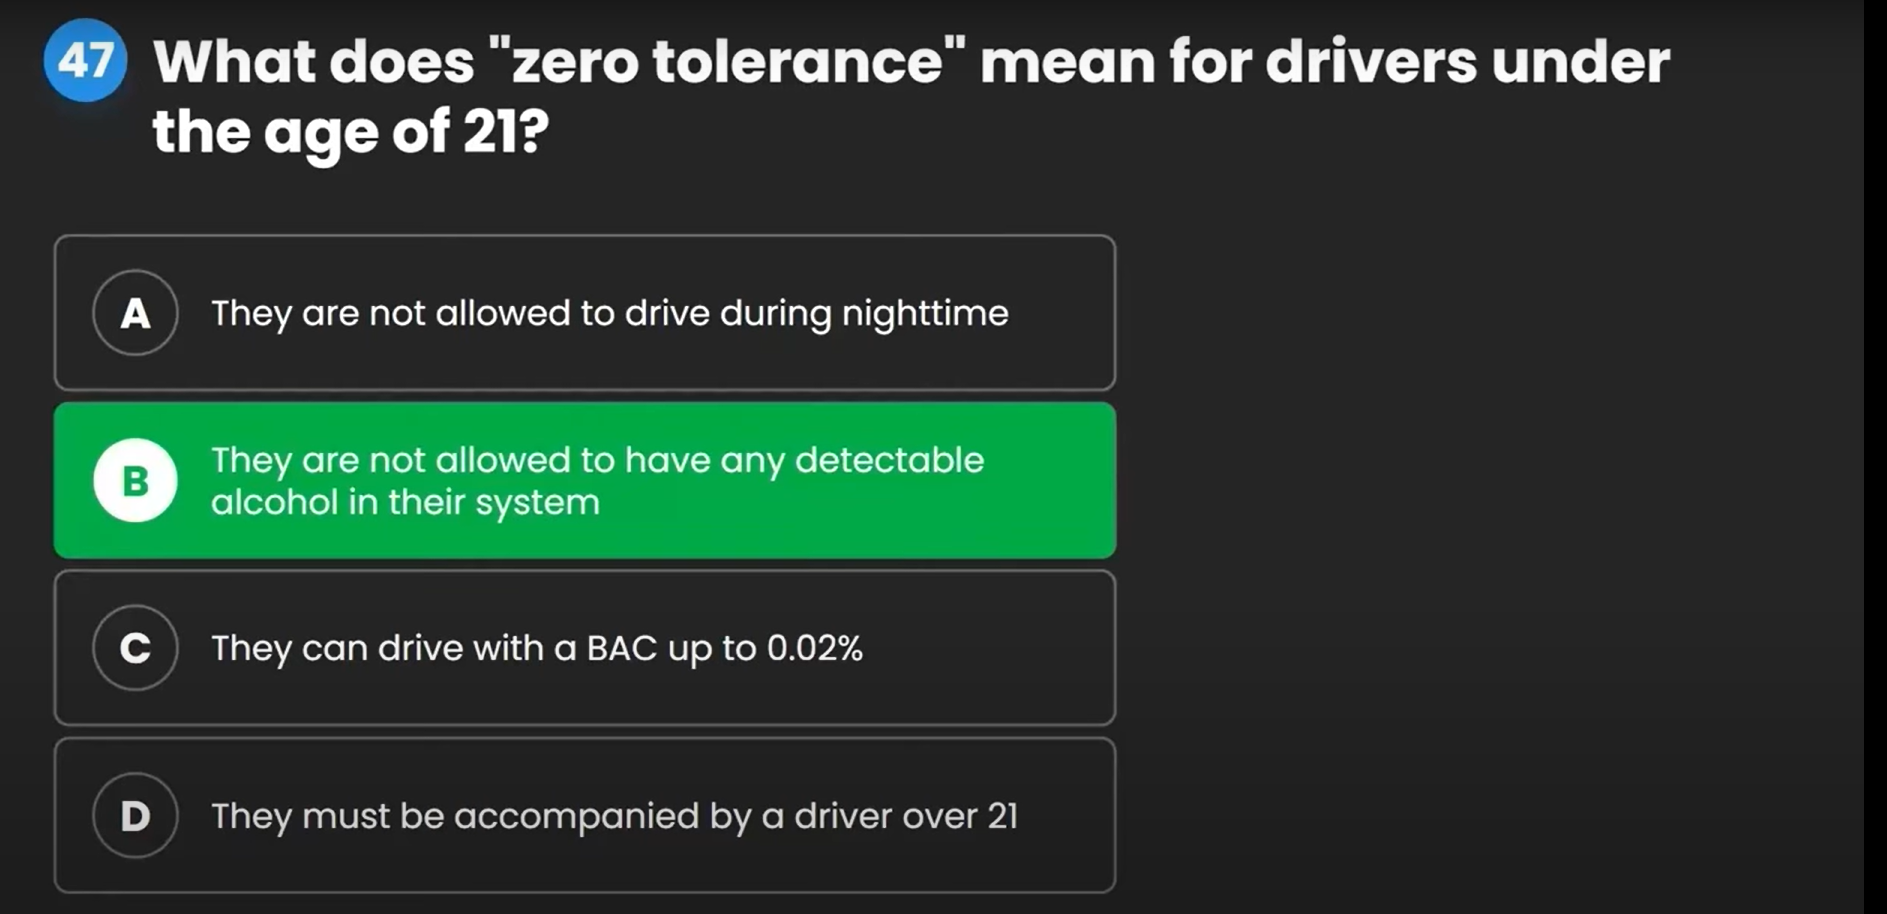 47 What does "zero tolerance" mean for drivers under
the age of 21?
A They are not allowed to drive during nighttime
B They are not allowed to have any detectable
alcohol in their system
C They can drive with a BAC up to 0.02%
D They must be accompanied by a driver over 21